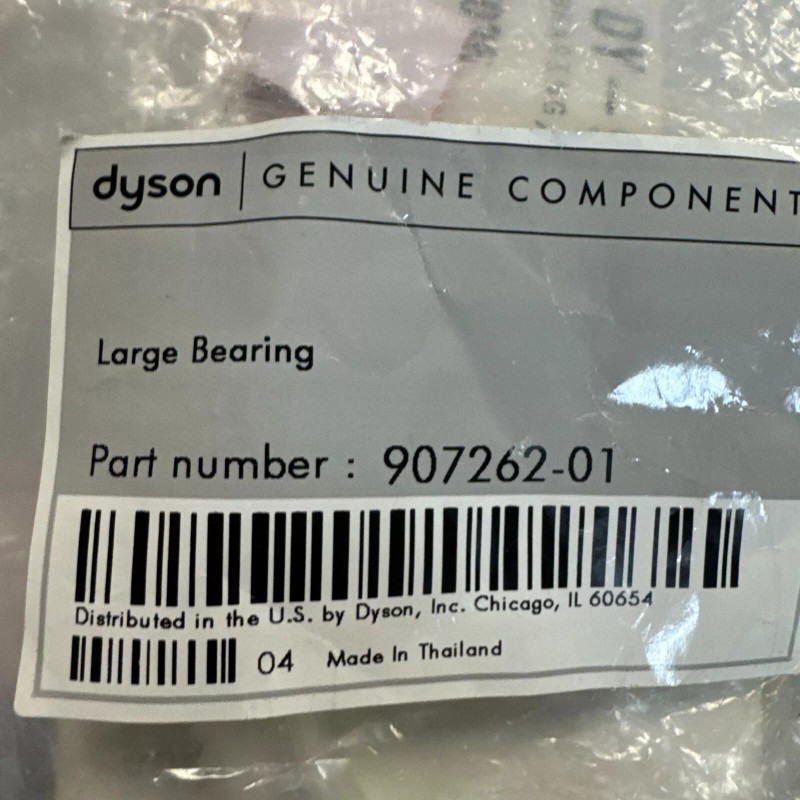 dyson | GENUINE COMPONENT
Large Bearing
Part number : 907262-01
Distributed in the U.S. by Dyson, Inc. Chicago, IL 60654
04 Made In Thailand